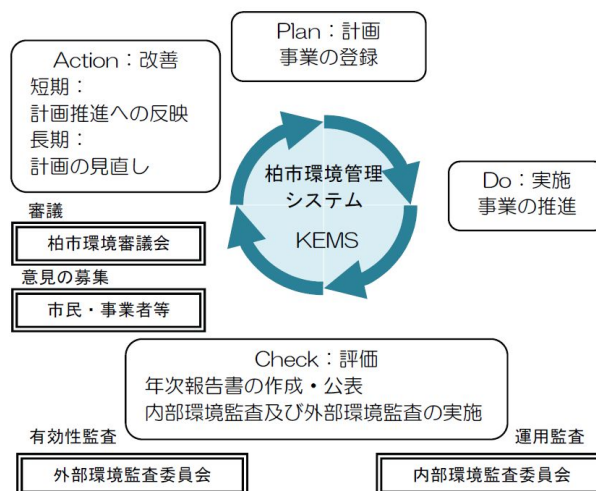 Plan：計画
事業の登録
Action：改善
短期：
計画推進への反映
長期：
計画の見直し
柏市環境管理
システム
KEMS
Do：実施
事業の推進
審議
柏市環境審議会
意見の募集
市民・事業者等
Check：評価
年次報告書の作成・公表
内部環境監査及び外部環境監査の実施
有効性監査
外部環境監査委員会
運用監査
内部環境監査委員会